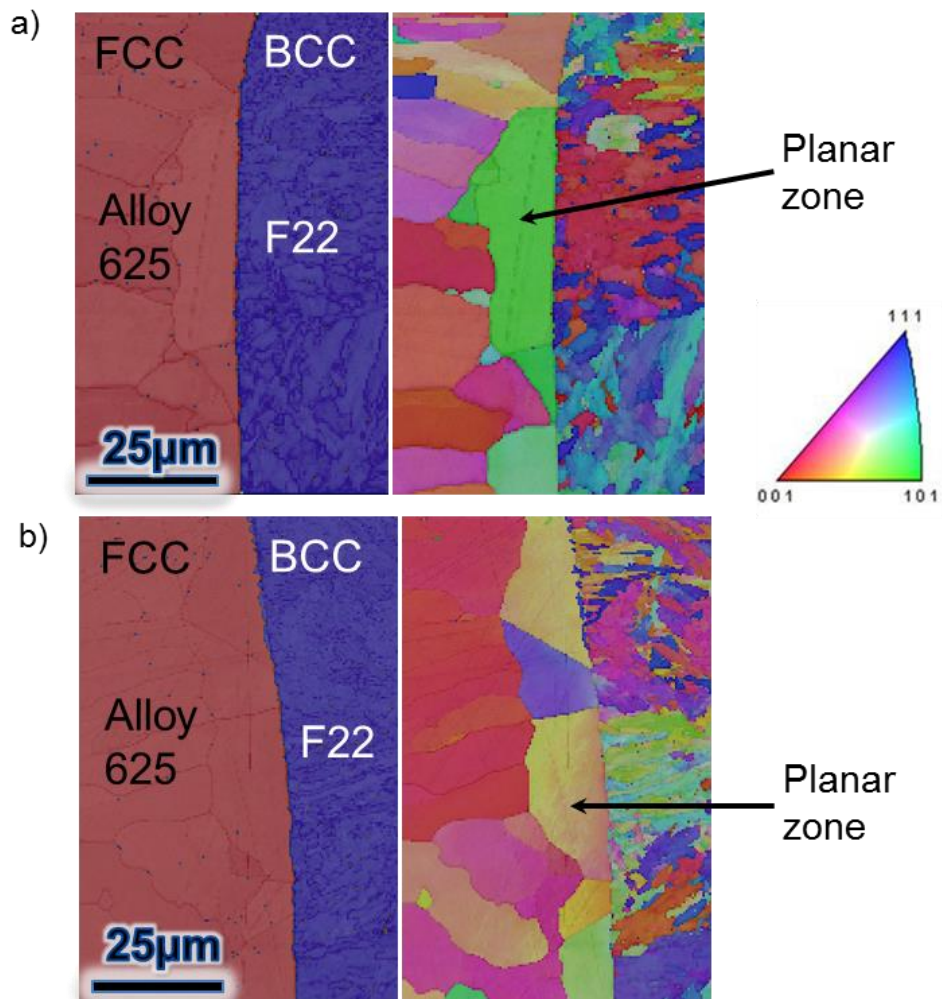 a)
FCC
BCC
Planar
zone
Alloy
625
F22
111
001
101
25µm
b)
FCC
BCC
Alloy
625
F22
Planar
zone
25µm